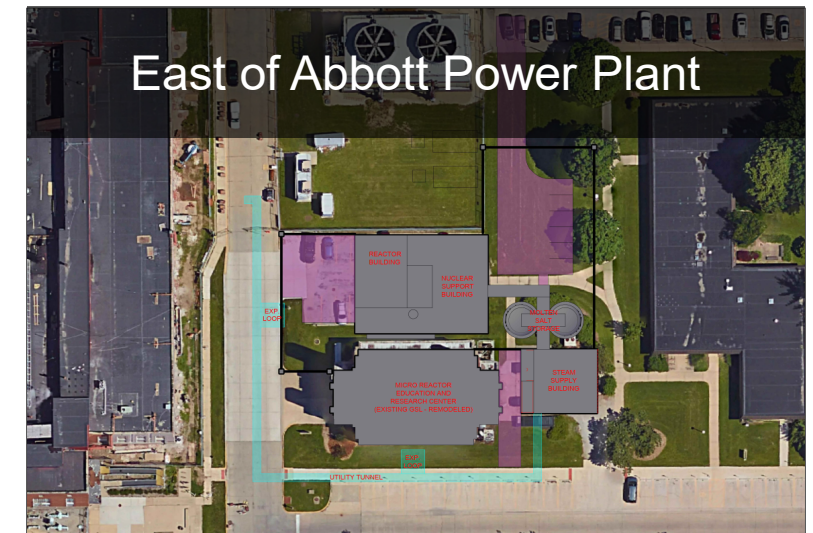 East of Abbott Power Plant
REACTOR
BUILDING
NUCLEAR
SUPPORT
BUILDING
EXP.
LOOP
MOLTEN
SALT
STORAGE
STEAM
SUPPLY
BUILDING
MICRO REACTOR
EDUCATION AND
RESEARCH CENTER
(EXISTING GSL - REMODELED)
EXP.
LOOP
UTILITY TUNNEL